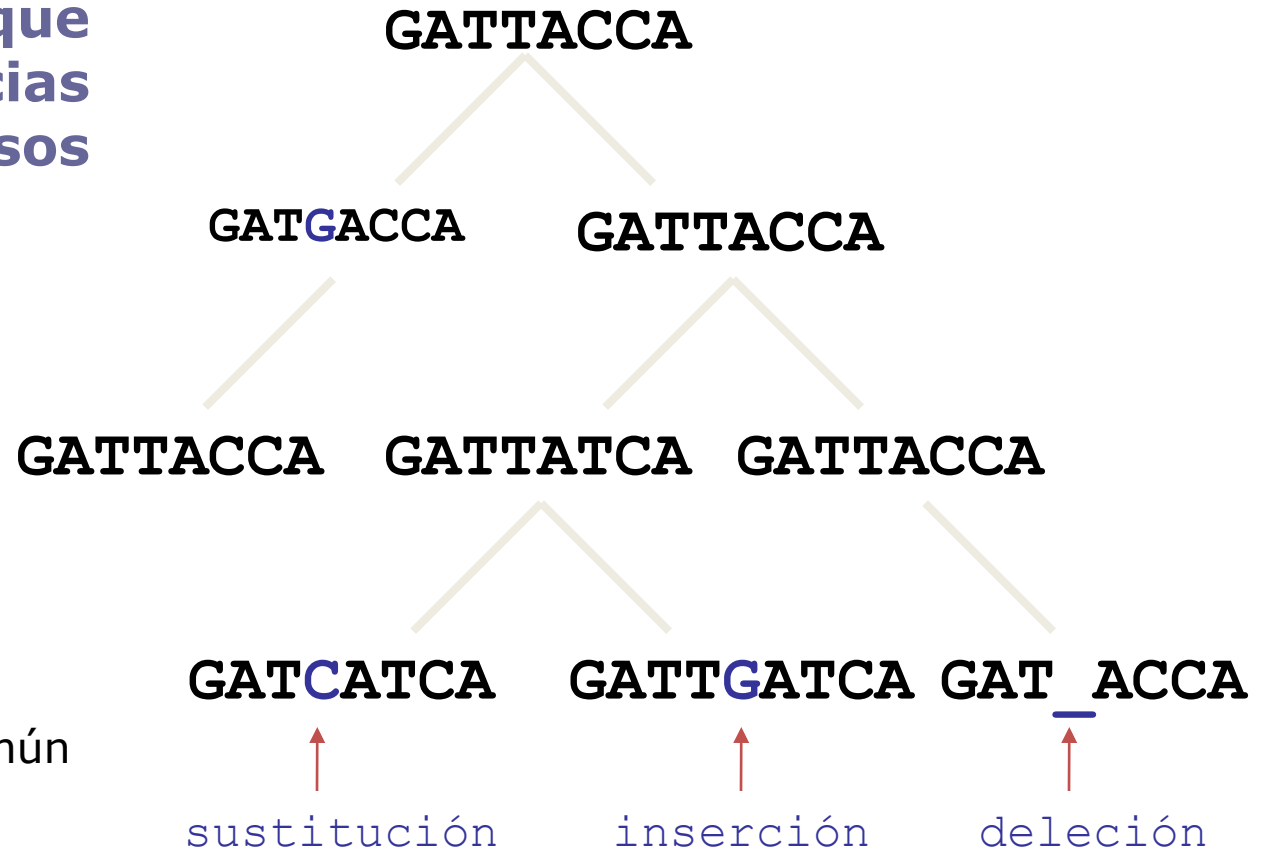 que
cias
sos
GATTACCA
GATGACCA GATTACCA
GATTACCA GATTATCA GATTACCA
GATCATCA GATTGATCA GAT_ACCA
nún
sustitución inserción deleción